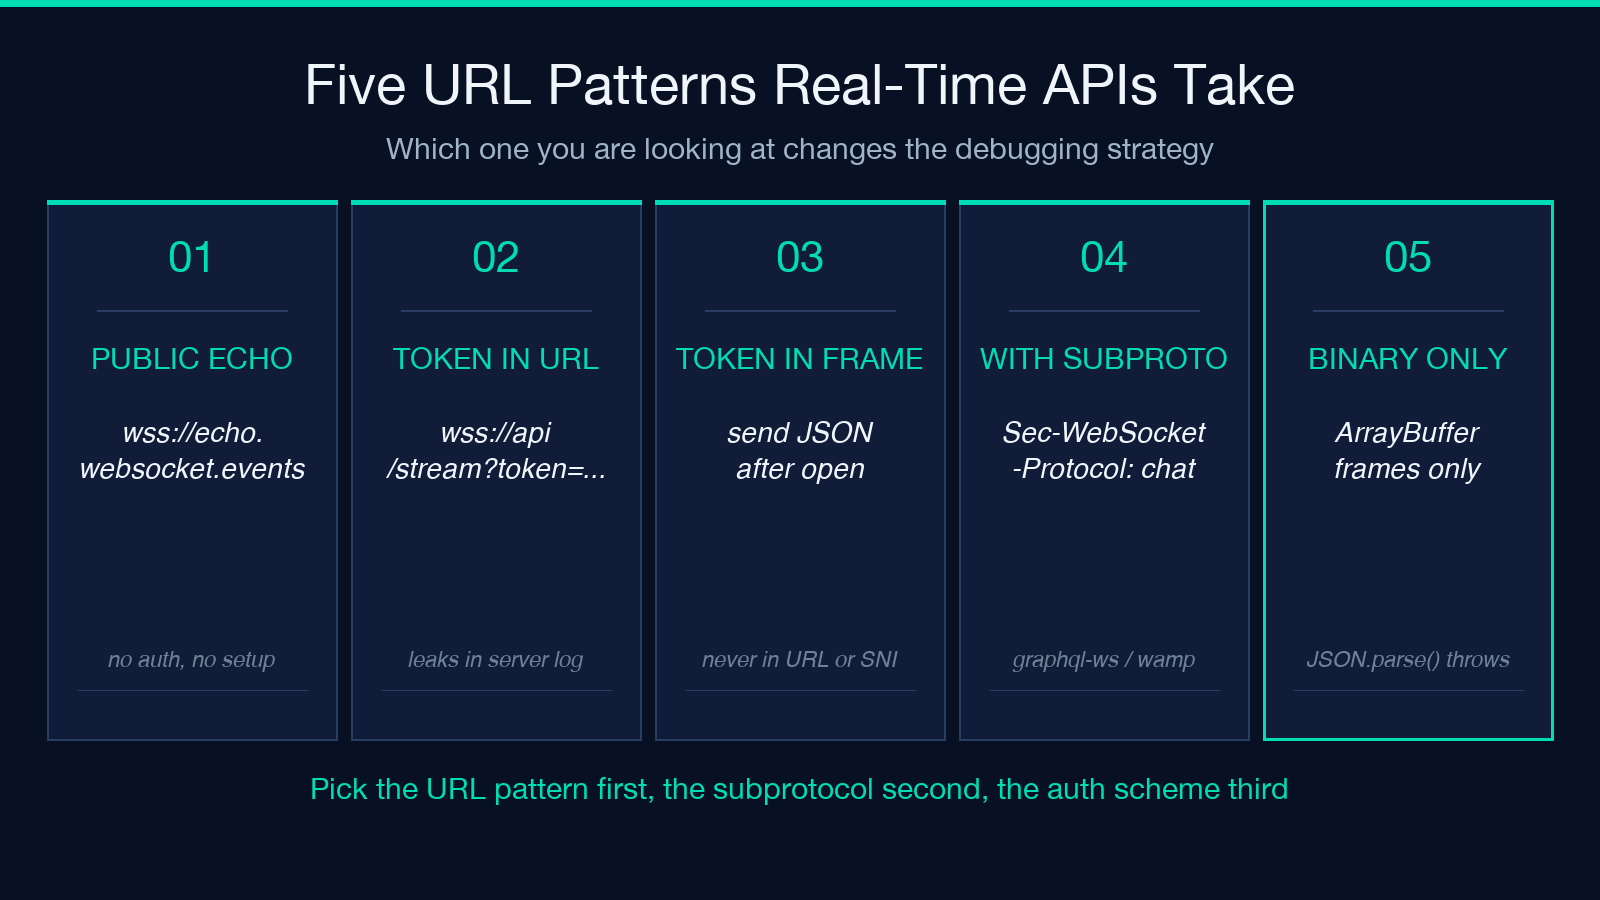 Five URL Patterns Real-Time APIs Take
Which one you are looking at changes the debugging strategy
01
PUBLIC ECHO
wss://echo.
websocket.events
no auth, no setup
02
TOKEN IN URL
wss://api
/stream?token=...
leaks in server log
03
TOKEN IN FRAME
send JSON
after open
never in URL or SNI
04
WITH SUBPROTO
Sec-WebSocket
-Protocol: chat
graphql-ws / wamp
05
BINARY ONLY
ArrayBuffer
frames only
JSON.parse() throws
Pick the URL pattern first, the subprotocol second, the auth scheme third